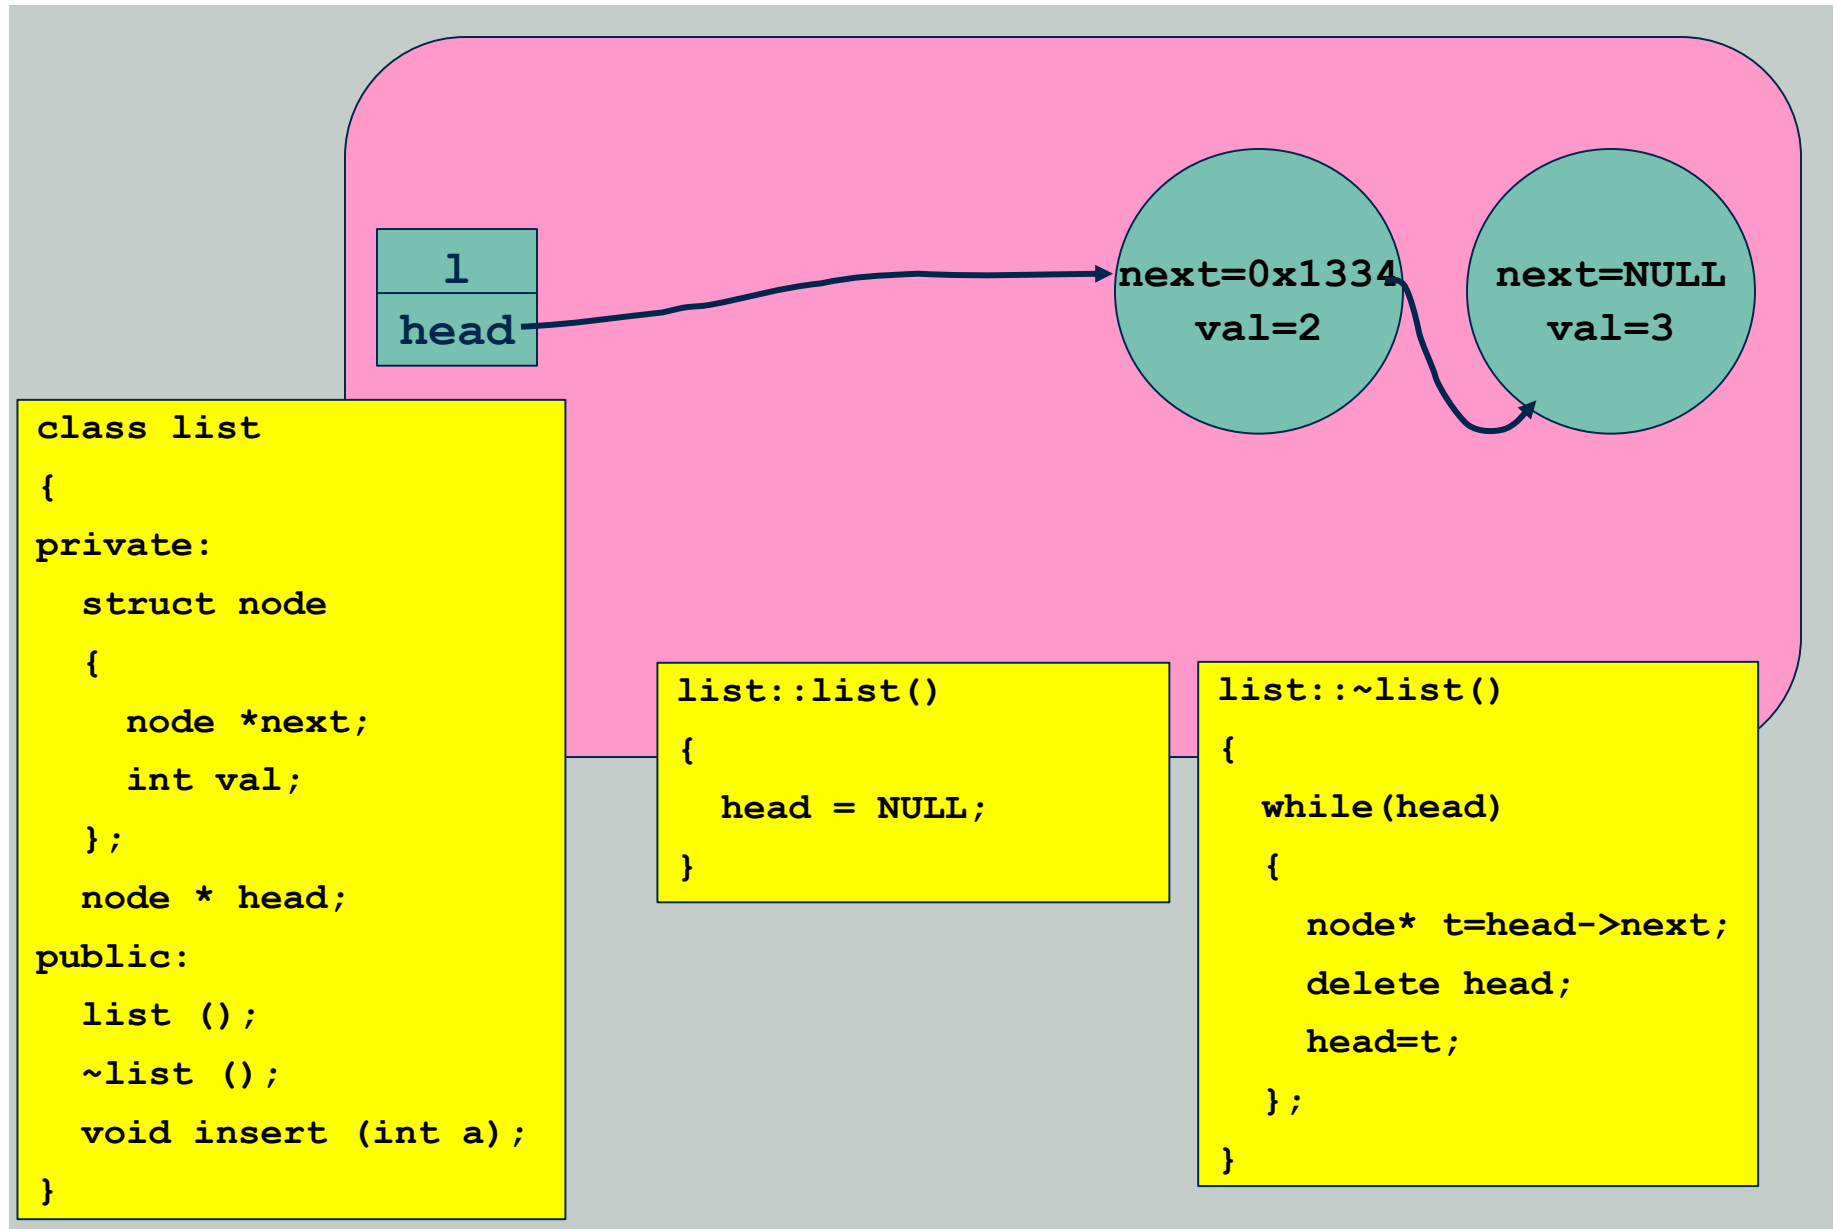 l
head
next=0x1334
val=2
next=NULL
val=3
class list
{
private:
struct node
{
node *next;
int val;
};
node * head;
public:
list ();
~list ();
void insert (int a);
}
list::list()
{
head = NULL;
}
list::~list()
{
while(head)
{
node* t=head->next;
delete head;
head=t;
};
}